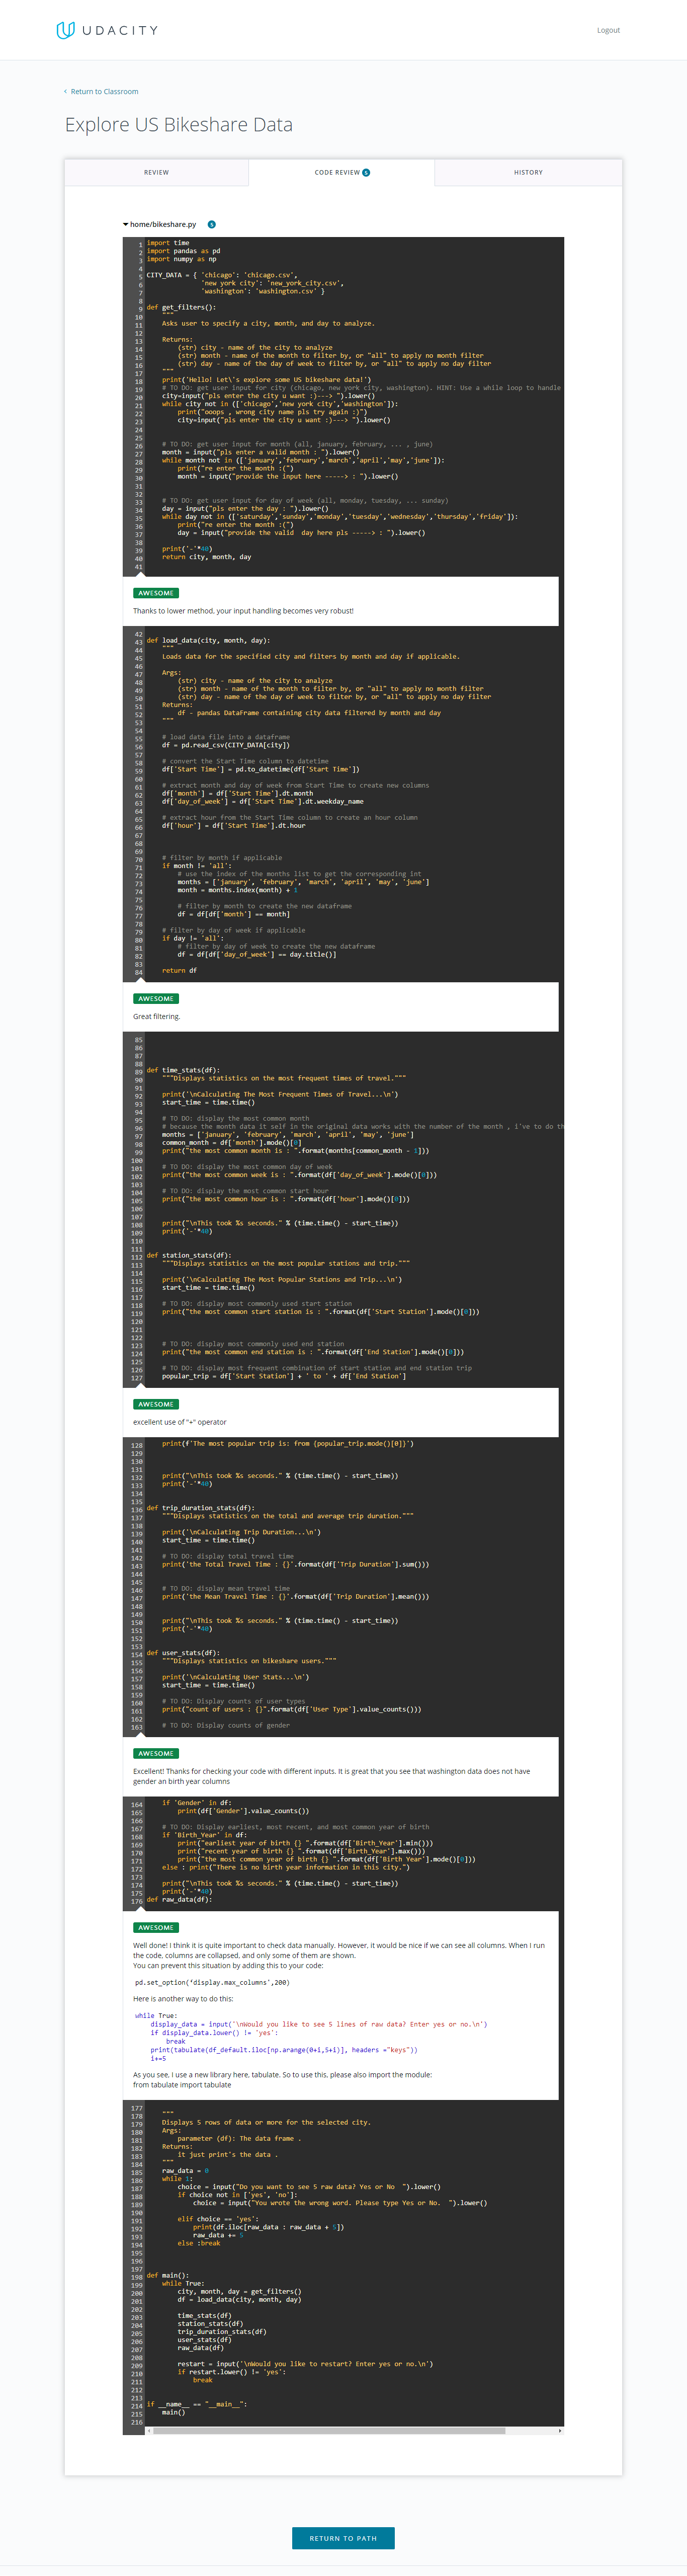 UDACITY
Logout
Return to Classroom
Explore US Bikeshare Data
REVIEW
CODE REVIEW 5
HISTORY
home/bikeshare.py 5
1 import time
2 import pandas as pd
3 import numpy as np
4
5 CITY_DATA = { 'chicago': 'chicago.csv',
6 'new york city': 'new_york_city.csv',
7 'washington': 'washington.csv' }
8
9 def get_filters():
10 """
11 Asks user to specify a city, month, and day to analyze.
12
13 Returns:
14 (str) city - name of the city to analyze
15 (str) month - name of the month to filter by, or "all" to apply no month filter
16 (str) day - name of the day of week to filter by, or "all" to apply no day filter
17 """
18 print('Hello! Let\'s explore some US bikeshare data!')
19 # TO DO: get user input for city (chicago, new york city, washington). HINT: Use a while loop to handle
20 city=input("pls enter the city u want :)---> ").lower()
21 while city not in (['chicago','new york city','washington']):
22 print("ooops , wrong city name pls try again :)")
23 city=input("pls enter the city u want :)---> ").lower()
24
25
26 # TO DO: get user input for month (all, january, february, ... , june)
27 month = input("pls enter a valid month : ").lower()
28 while month not in (['january','february','march','april','may','june']):
29 print("re enter the month :(")
30 month = input("provide the input here -----> : ").lower()
31
32
33 # TO DO: get user input for day of week (all, monday, tuesday, ... sunday)
34 day = input("pls enter the day : ").lower()
35 while day not in (['saturday','sunday','monday','tuesday','wednesday','thursday','friday']):
36 print("re enter the month :(")
37 day = input("provide the valid  day here pls -----> : ").lower()
38
39 print('-'*40)
40 return city, month, day
41
AWESOME
Thanks to lower method, your input handling becomes very robust!
42
43 def load_data(city, month, day):
44 """
45 Loads data for the specified city and filters by month and day if applicable.
46
47 Args:
48 (str) city - name of the city to analyze
49 (str) month - name of the month to filter by, or "all" to apply no month filter
50 (str) day - name of the day of week to filter by, or "all" to apply no day filter
51 Returns:
52 df - pandas DataFrame containing city data filtered by month and day
53 """
54
55 # load data file into a dataframe
56 df = pd.read_csv(CITY_DATA[city])
57
58 # convert the Start Time column to datetime
59 df['Start Time'] = pd.to_datetime(df['Start Time'])
60
61 # extract month and day of week from Start Time to create new columns
62 df['month'] = df['Start Time'].dt.month
63 df['day_of_week'] = df['Start Time'].dt.weekday_name
64
65 # extract hour from the Start Time column to create an hour column
66 df['hour'] = df['Start Time'].dt.hour
67
68
69
70 # filter by month if applicable
71 if month != 'all':
72 # use the index of the months list to get the corresponding int
73 months = ['january', 'february', 'march', 'april', 'may', 'june']
74 month = months.index(month) + 1
75
76 # filter by month to create the new dataframe
77 df = df[df['month'] == month]
78
79 # filter by day of week if applicable
80 if day != 'all':
81 # filter by day of week to create the new dataframe
82 df = df[df['day_of_week'] == day.title()]
83
84 return df
AWESOME
Great filtering.
85
86
87
88
89 def time_stats(df):
90 """Displays statistics on the most frequent times of travel."""
91
92 print('\nCalculating The Most Frequent Times of Travel...\n')
93 start_time = time.time()
94
95 # TO DO: display the most common month
96 # because the month data it self in the original data works with the number of the month , i've to do th
97 months = ['january', 'february', 'march', 'april', 'may', 'june']
98 common_month = df['month'].mode()[0]
99 print("the most common month is : ".format(months[common_month - 1]))
100
101 # TO DO: display the most common day of week
102 print("the most common week is : ".format(df['day_of_week'].mode()[0]))
103
104 # TO DO: display the most common start hour
105 print("the most common hour is : ".format(df['hour'].mode()[0]))
106
107
108 print("\nThis took %s seconds." % (time.time() - start_time))
109 print('-'*40)
110
111
112 def station_stats(df):
113 """Displays statistics on the most popular stations and trip."""
114
115 print('\nCalculating The Most Popular Stations and Trip...\n')
116 start_time = time.time()
117
118 # TO DO: display most commonly used start station
119 print("the most common start station is : ".format(df['Start Station'].mode()[0]))
120
121
122
123 # TO DO: display most commonly used end station
124 print("the most common end station is : ".format(df['End Station'].mode()[0]))
125
126 # TO DO: display most frequent combination of start station and end station trip
127 popular_trip = df['Start Station'] + ' to ' + df['End Station']
AWESOME
excellent use of "+" operator
128 print(f'The most popular trip is: from {popular_trip.mode()[0]}')
129
130
131
132 print("\nThis took %s seconds." % (time.time() - start_time))
133 print('-'*40)
134
135
136 def trip_duration_stats(df):
137 """Displays statistics on the total and average trip duration."""
138
139 print('\nCalculating Trip Duration...\n')
140 start_time = time.time()
141
142 # TO DO: display total travel time
143 print('the Total Travel Time : {}'.format(df['Trip Duration'].sum()))
144
145
146 # TO DO: display mean travel time
147 print('the Mean Travel Time : {}'.format(df['Trip Duration'].mean()))
148
149
150 print("\nThis took %s seconds." % (time.time() - start_time))
151 print('-'*40)
152
153
154 def user_stats(df):
155 """Displays statistics on bikeshare users."""
156
157 print('\nCalculating User Stats...\n')
158 start_time = time.time()
159
160 # TO DO: Display counts of user types
161 print("count of users : {}".format(df['User Type'].value_counts()))
162
163 # TO DO: Display counts of gender
AWESOME
Excellent! Thanks for checking your code with different inputs. It is great that you see that washington data does not have
gender an birth year columns
164 if 'Gender' in df:
165 print(df['Gender'].value_counts())
166
167 # TO DO: Display earliest, most recent, and most common year of birth
168 if 'Birth_Year' in df:
169 print("earliest year of birth {} ".format(df['Birth_Year'].min()))
170 print("recent year of birth {} ".format(df['Birth_Year'].max()))
171 print("the most common year of birth {} ".format(df['Birth Year'].mode()[0]))
172 else : print("There is no birth year information in this city.")
173
174 print("\nThis took %s seconds." % (time.time() - start_time))
175 print('-'*40)
176 def raw_data(df):
AWESOME
Well done! I think it is quite important to check data manually. However, it would be nice if we can see all columns. When I run
the code, columns are collapsed, and only some of them are shown.
You can prevent this situation by adding this to your code:
pd.set_option('display.max_columns',200)
Here is another way to do this:
while True:
display_data = input('\nWould you like to see 5 lines of raw data? Enter yes or no.\n')
if display_data.lower() != 'yes':
break
print(tabulate(df_default.iloc[np.arange(0+i,5+i)], headers ="keys"))
i+=5
As you see, I use a new library here, tabulate. So to use this, please also import the module:
from tabulate import tabulate
177
178 """
179 Displays 5 rows of data or more for the selected city.
180 Args:
181 parameter (df): The data frame .
182 Returns:
183 it just print's the data .
184 """
185 raw_data = 0
186 while 1:
187 choice = input("Do you want to see 5 raw data? Yes or No  ").lower()
188 if choice not in ['yes', 'no']:
189 choice = input("You wrote the wrong word. Please type Yes or No.  ").lower()
190
191 elif choice == 'yes':
192 print(df.iloc[raw_data : raw_data + 5])
193 raw_data += 5
194 else :break
195
196
197
198 def main():
199 while True:
200 city, month, day = get_filters()
201 df = load_data(city, month, day)
202
203 time_stats(df)
204 station_stats(df)
205 trip_duration_stats(df)
206 user_stats(df)
207 raw_data(df)
208
209 restart = input('\nWould you like to restart? Enter yes or no.\n')
210 if restart.lower() != 'yes':
211 break
212
213
214 if __name__ == "__main__":
215 main()
216
RETURN TO PATH